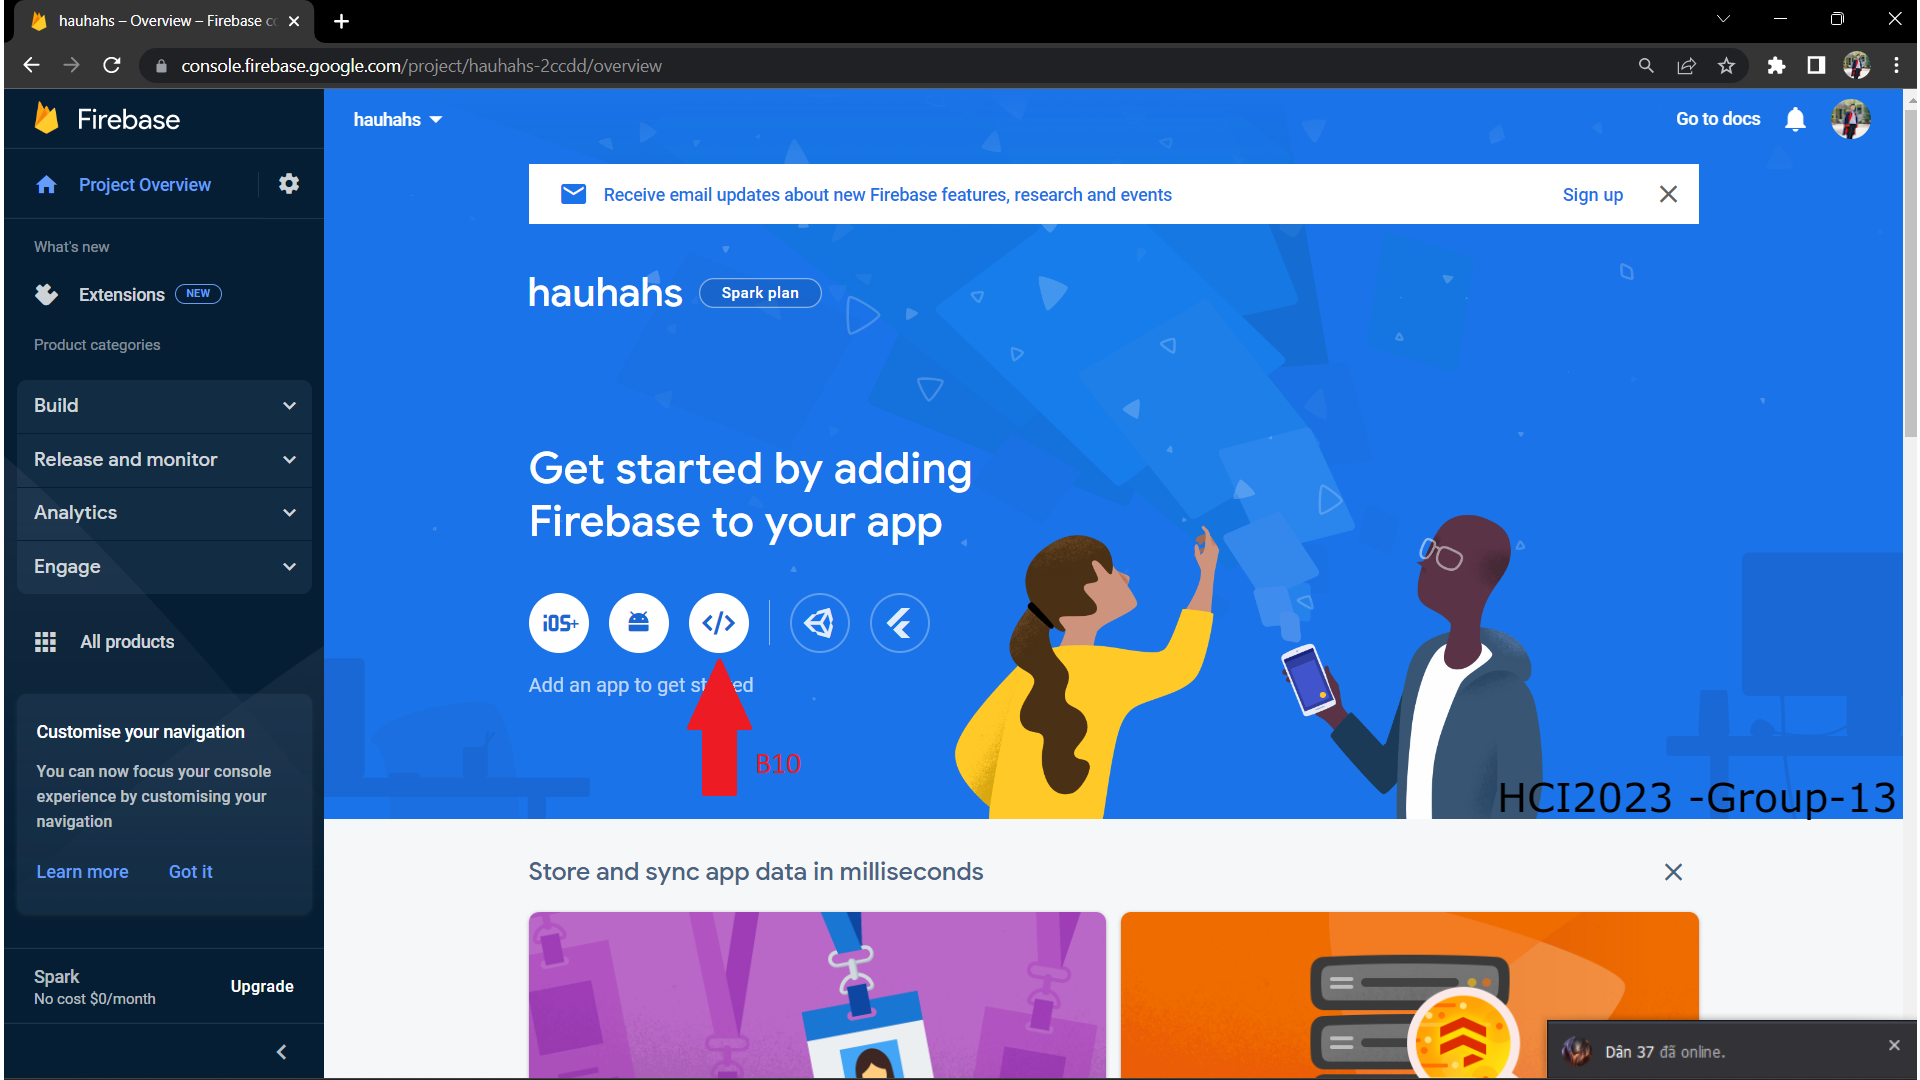 hauhahs – Overview – Firebase co
console.firebase.google.com/project/hauhahs-2ccdd/overview
Firebase
hauhahs
Go to docs
Project Overview
Receive email updates about new Firebase features, research and events
Sign up
What's new
Extensions NEW
hauhahs Spark plan
Product categories
Build
Release and monitor
Analytics
Engage
All products
Get started by adding
Firebase to your app
iOS+
Add an app to get st ed
B10
Customise your navigation
You can now focus your console
experience by customising your
navigation
Learn more Got it
HCI2023 -Group-13
Store and sync app data in milliseconds
Spark
No cost $0/month
Upgrade
Dân 37 đã online.